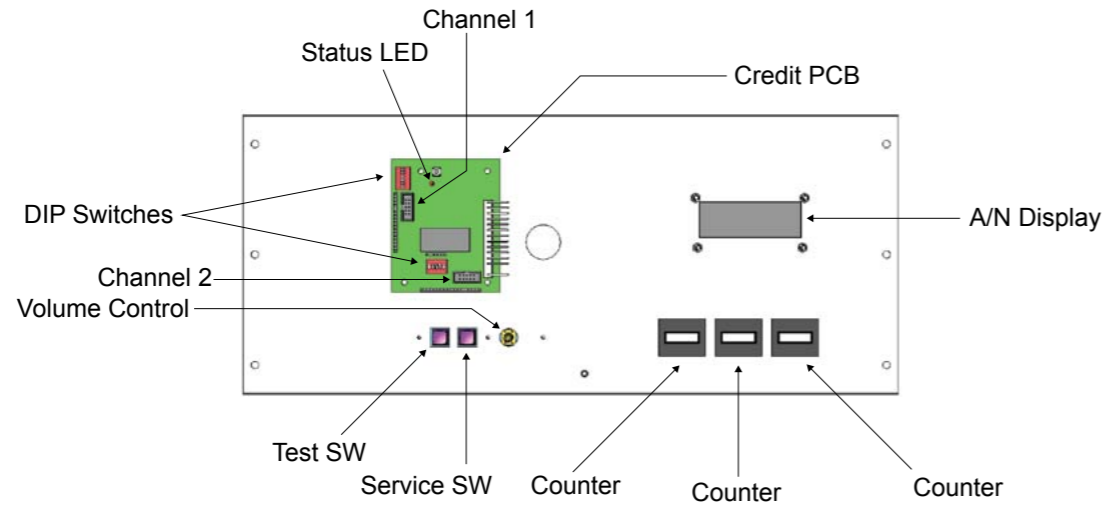 Channel 1
Status LED
Credit PCB
DIP Switches
A/N Display
Channel 2
Volume Control
Test SW
Service SW
Counter
Counter
Counter